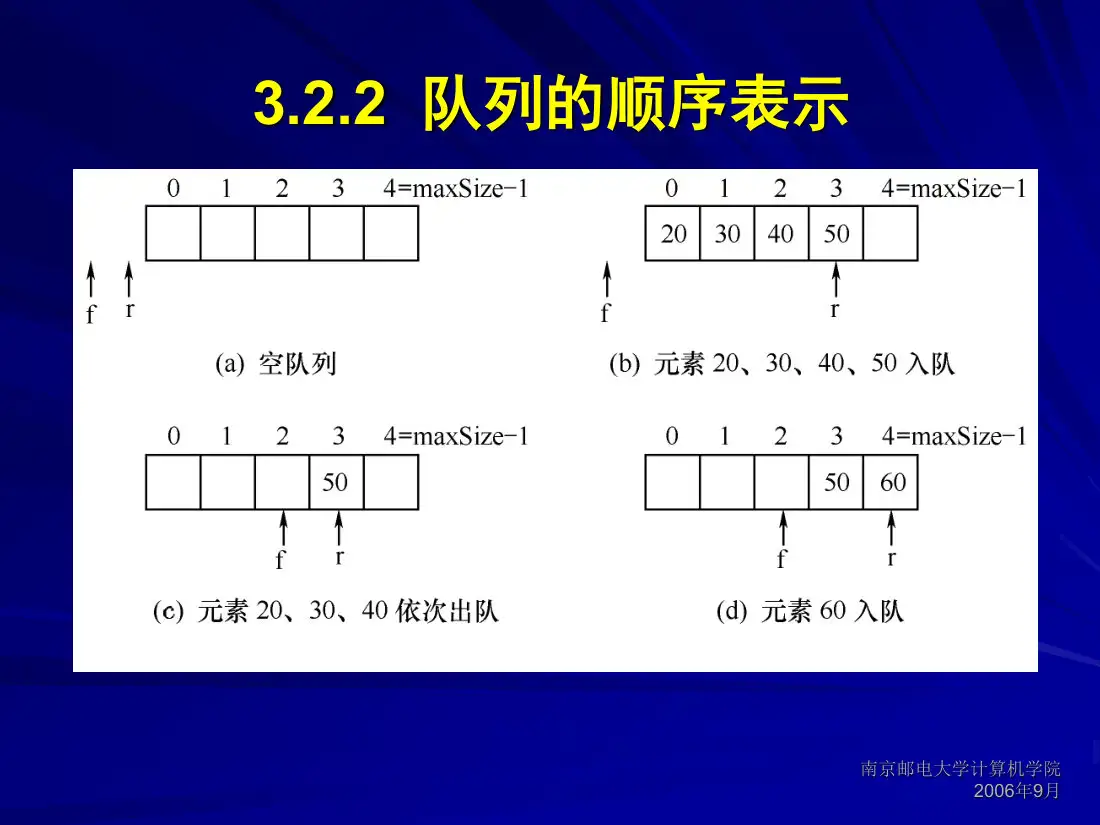 3.2.2 队列的顺序表示
0 1 2 3 4=maxSize-1
f r
(a) 空队列
0 1 2 3 4=maxSize-1
20 30 40 50
f r
(b) 元素 20、30、40、50 入队
0 1 2 3 4=maxSize-1
50
f r
(c) 元素 20、30、40 依次出队
0 1 2 3 4=maxSize-1
50 60
f r
(d) 元素 60 入队
南京邮电大学计算机学院
2006年9月